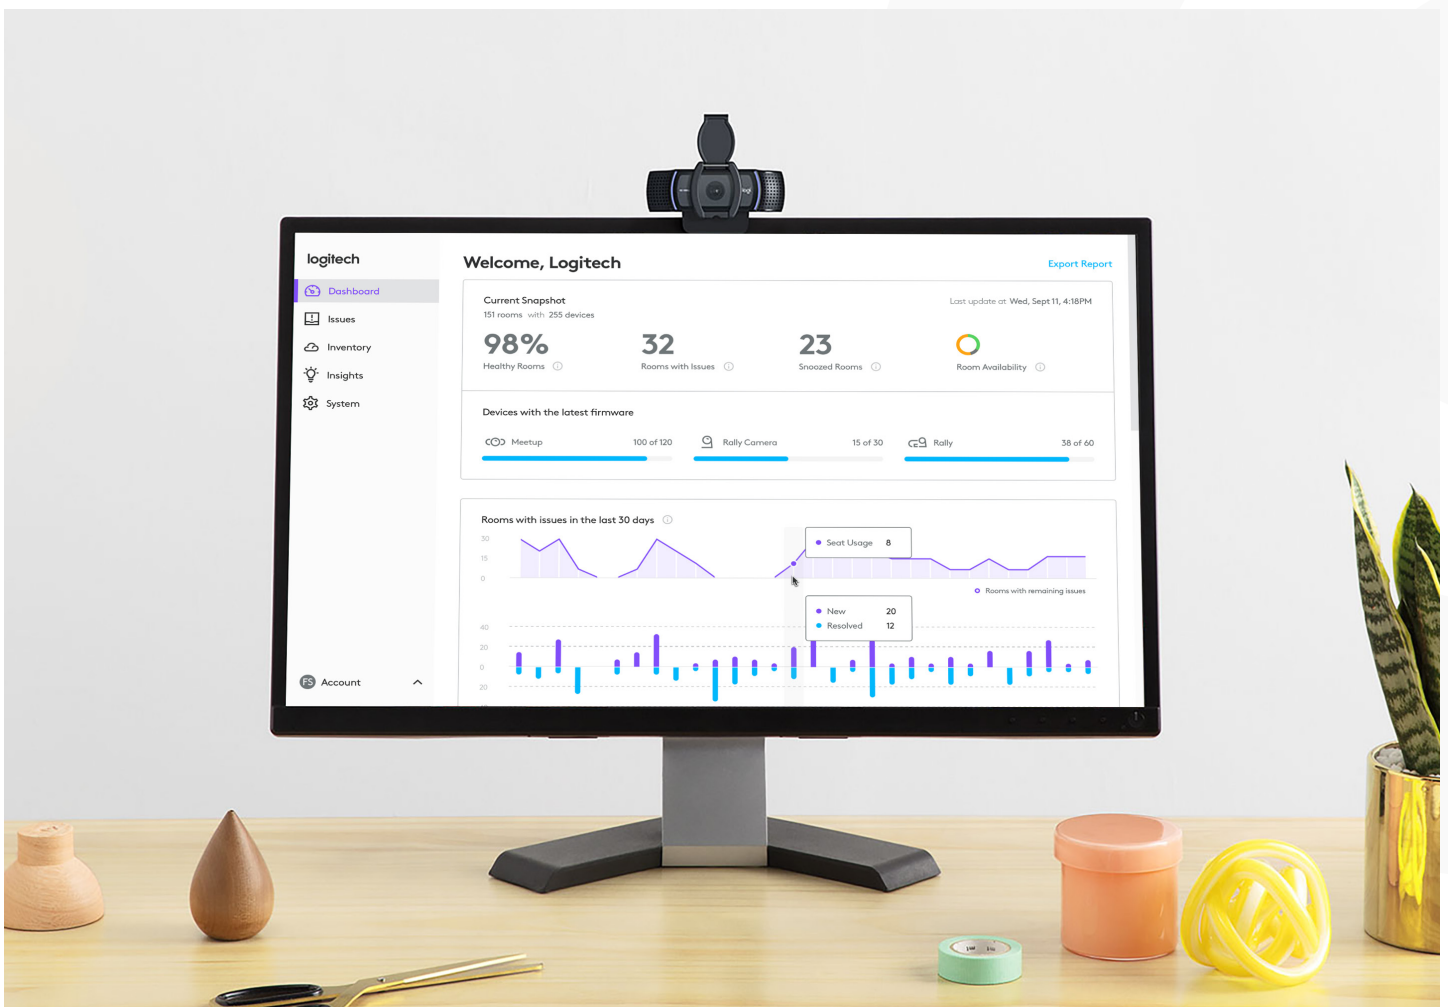 logi
logitech
Dashboard
Issues
Inventory
Insights
System
FS Account
Welcome, Logitech
Export Report
Current Snapshot
Last update at Wed, Sept 11, 4:18PM
151 rooms with 255 devices
98%
32
23
Healthy Rooms
Rooms with Issues
Snoozed Rooms
Room Availability
Devices with the latest firmware
Meetup 100 of 120
Rally Camera 15 of 30
Rally 38 of 60
Rooms with issues in the last 30 days
30
15
0
Seat Usage 8
Rooms with remaining issues
40
20
0
20
New 20
Resolved 12